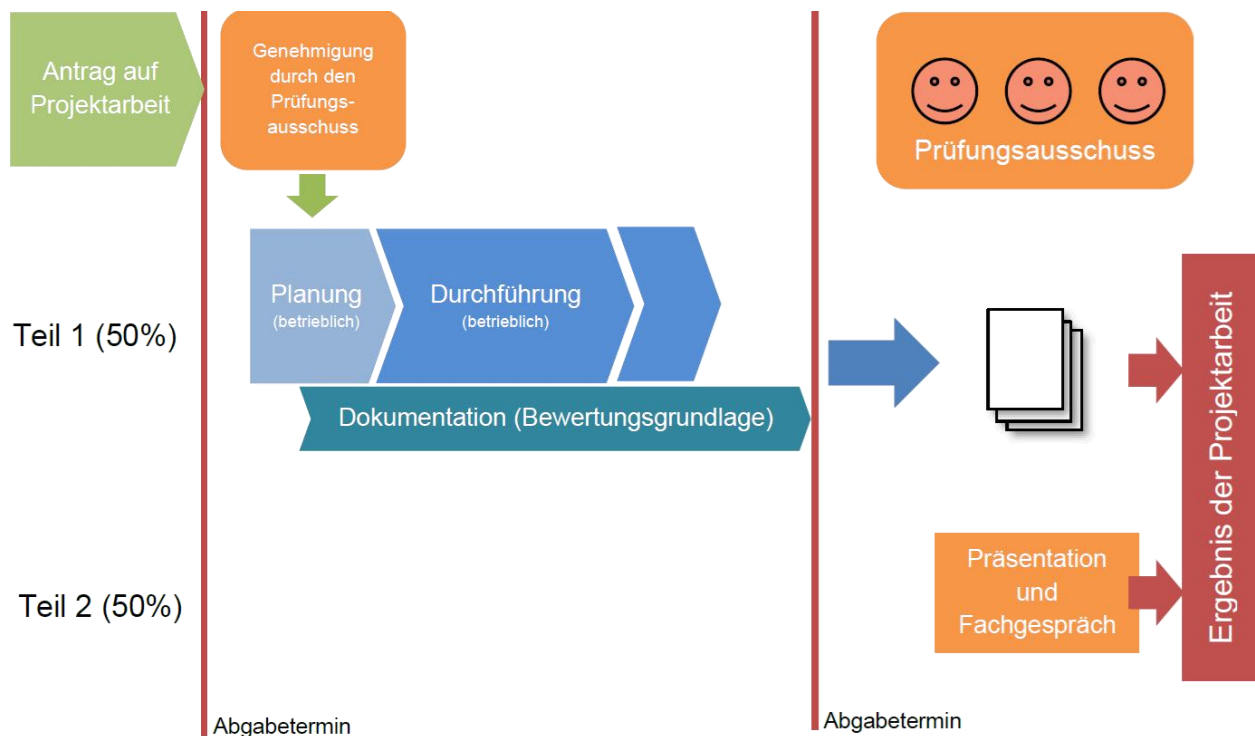 Antrag auf
Projektarbeit
Genehmigung
durch den
Prüfungs-
ausschuss
Prüfungsausschuss
Planung
(betrieblich)
Durchführung
(betrieblich)
Teil 1 (50%)
Dokumentation (Bewertungsgrundlage)
Ergebnis der Projektarbeit
Präsentation
und
Fachgespräch
Teil 2 (50%)
Abgabetermin
Abgabetermin